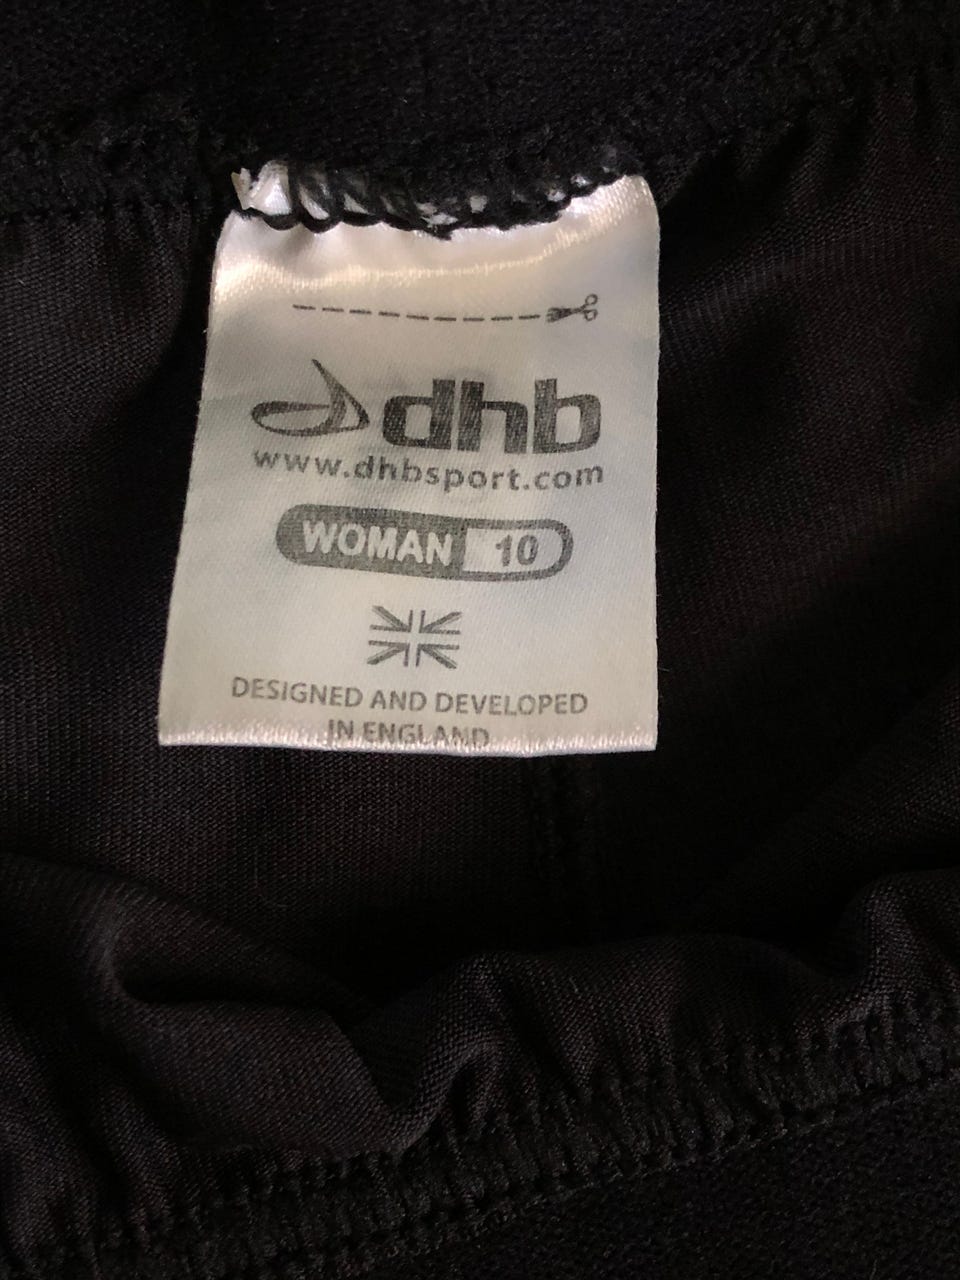 dhb
www.dhbsport.com
WOMAN 10
DESIGNED AND DEVELOPED
IN ENGLAND